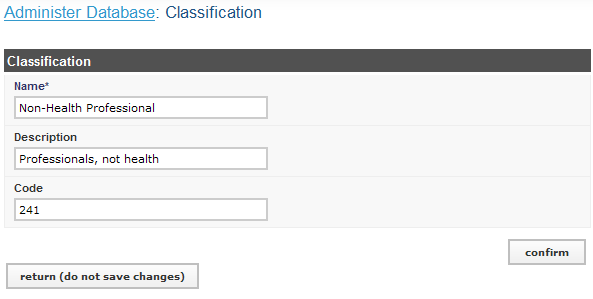 Administer Database: Classification
Classification
Name*
Non-Health Professional
Description
Professionals, not health
Code
241
confirm
return (do not save changes)